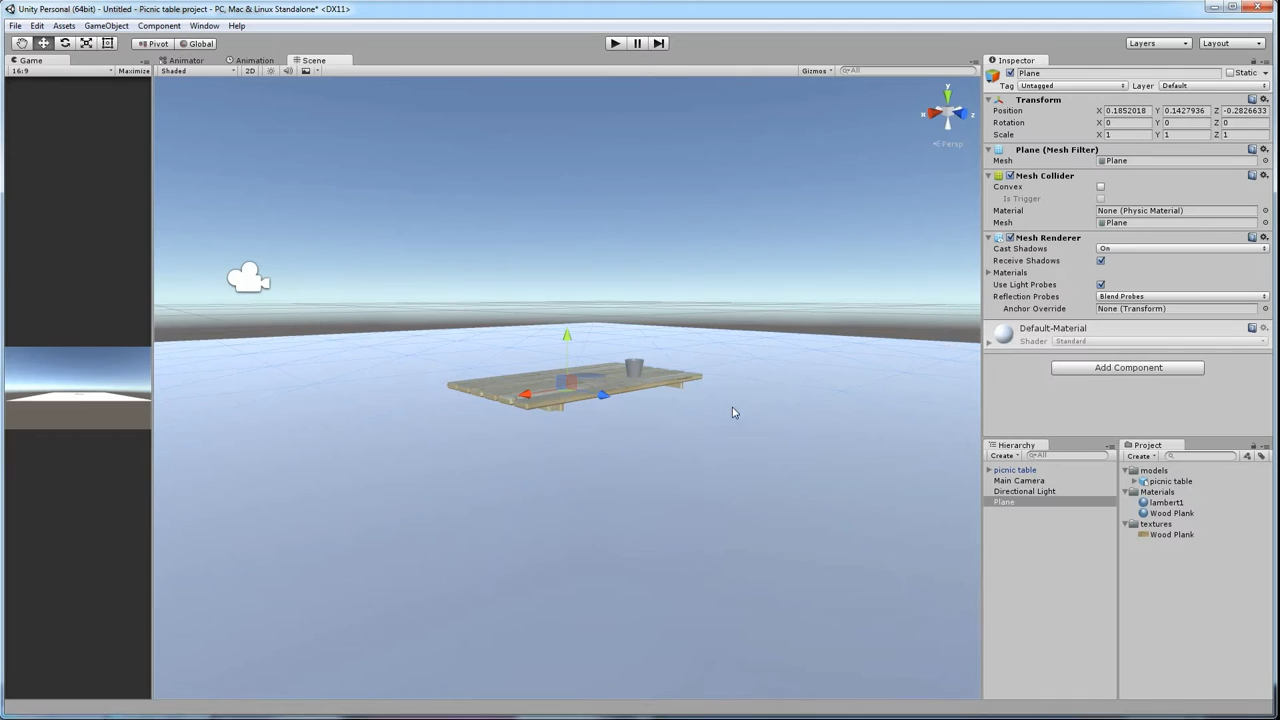 Unity Personal (64bit) - Untitled - Picnic table project - PC, Mac & Linux Standalone* <DX11>
File Edit Assets GameObject Component Window Help
Pivot Global
Layers Layout
Game
16:9 Maximize
Animator Animation Scene
Shaded 2D Gizmos All
y
x
z
Persp
Inspector
Plane Static
Tag Untagged Layer Default
Transform
Position X 0.1852018 Y 0.1427936 Z -0.2826633
Rotation X 0 Y 0 Z 0
Scale X 1 Y 1 Z 1
Plane (Mesh Filter)
Mesh Plane
Mesh Collider
Convex
Is Trigger
Material None (Physic Material)
Mesh Plane
Mesh Renderer
Cast Shadows On
Receive Shadows
Materials
Use Light Probes
Reflection Probes Blend Probes
Anchor Override None (Transform)
Default-Material
Shader Standard
Add Component
Hierarchy
Create All
picnic table
Main Camera
Directional Light
Plane
Project
Create
models
picnic table
Materials
lambert1
Wood Plank
textures
Wood Plank